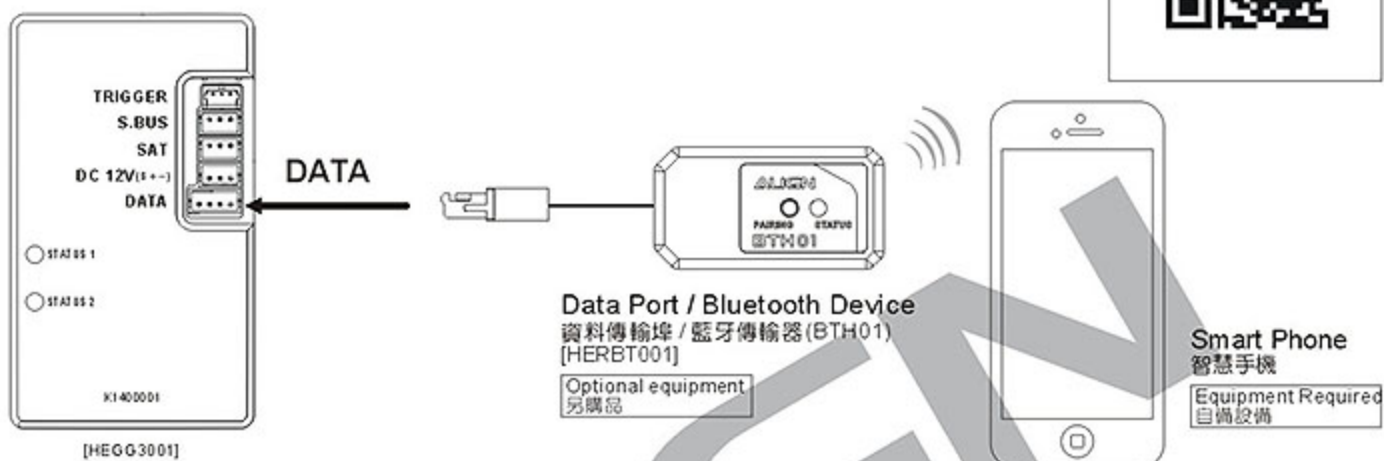 TRIGGER
S.BUS
SAT
DC 12V(S + -)
DATA
DATA
STATUS 1
STATUS 2
K1400001
[HEGG3001]
ALIGN
PAIRING STATUS
BTH01
Data Port / Bluetooth Device
資料傳輸埠 / 藍牙傳輸器(BTH01)
[HERBT001]
Optional equipment
另購品
Smart Phone
智慧手機
Equipment Required
自備設備